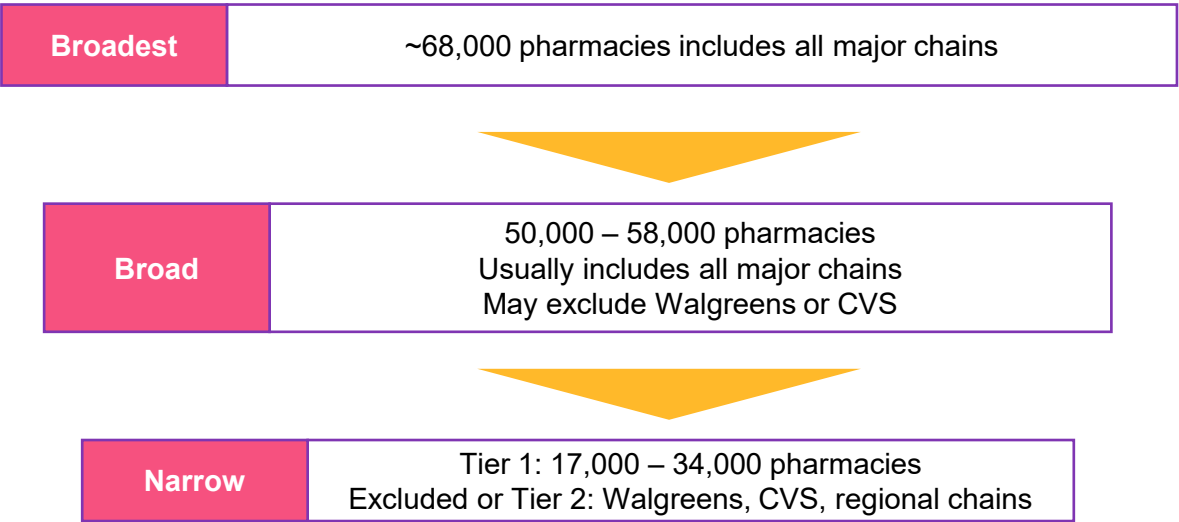 Broadest
~68,000 pharmacies includes all major chains
Broad
50,000 – 58,000 pharmacies
Usually includes all major chains
May exclude Walgreens or CVS
Narrow
Tier 1: 17,000 – 34,000 pharmacies
Excluded or Tier 2: Walgreens, CVS, regional chains